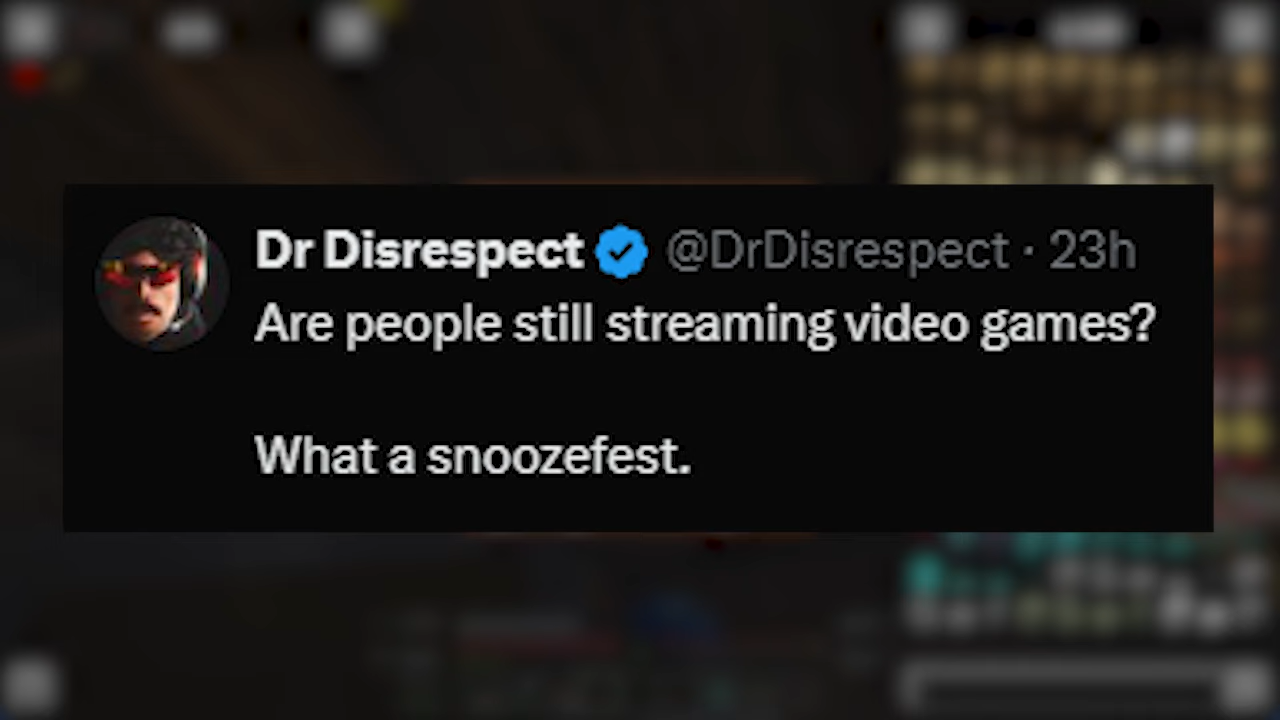 Dr Disrespect @DrDisrespect · 23h
Are people still streaming video games?
What a snoozefest.